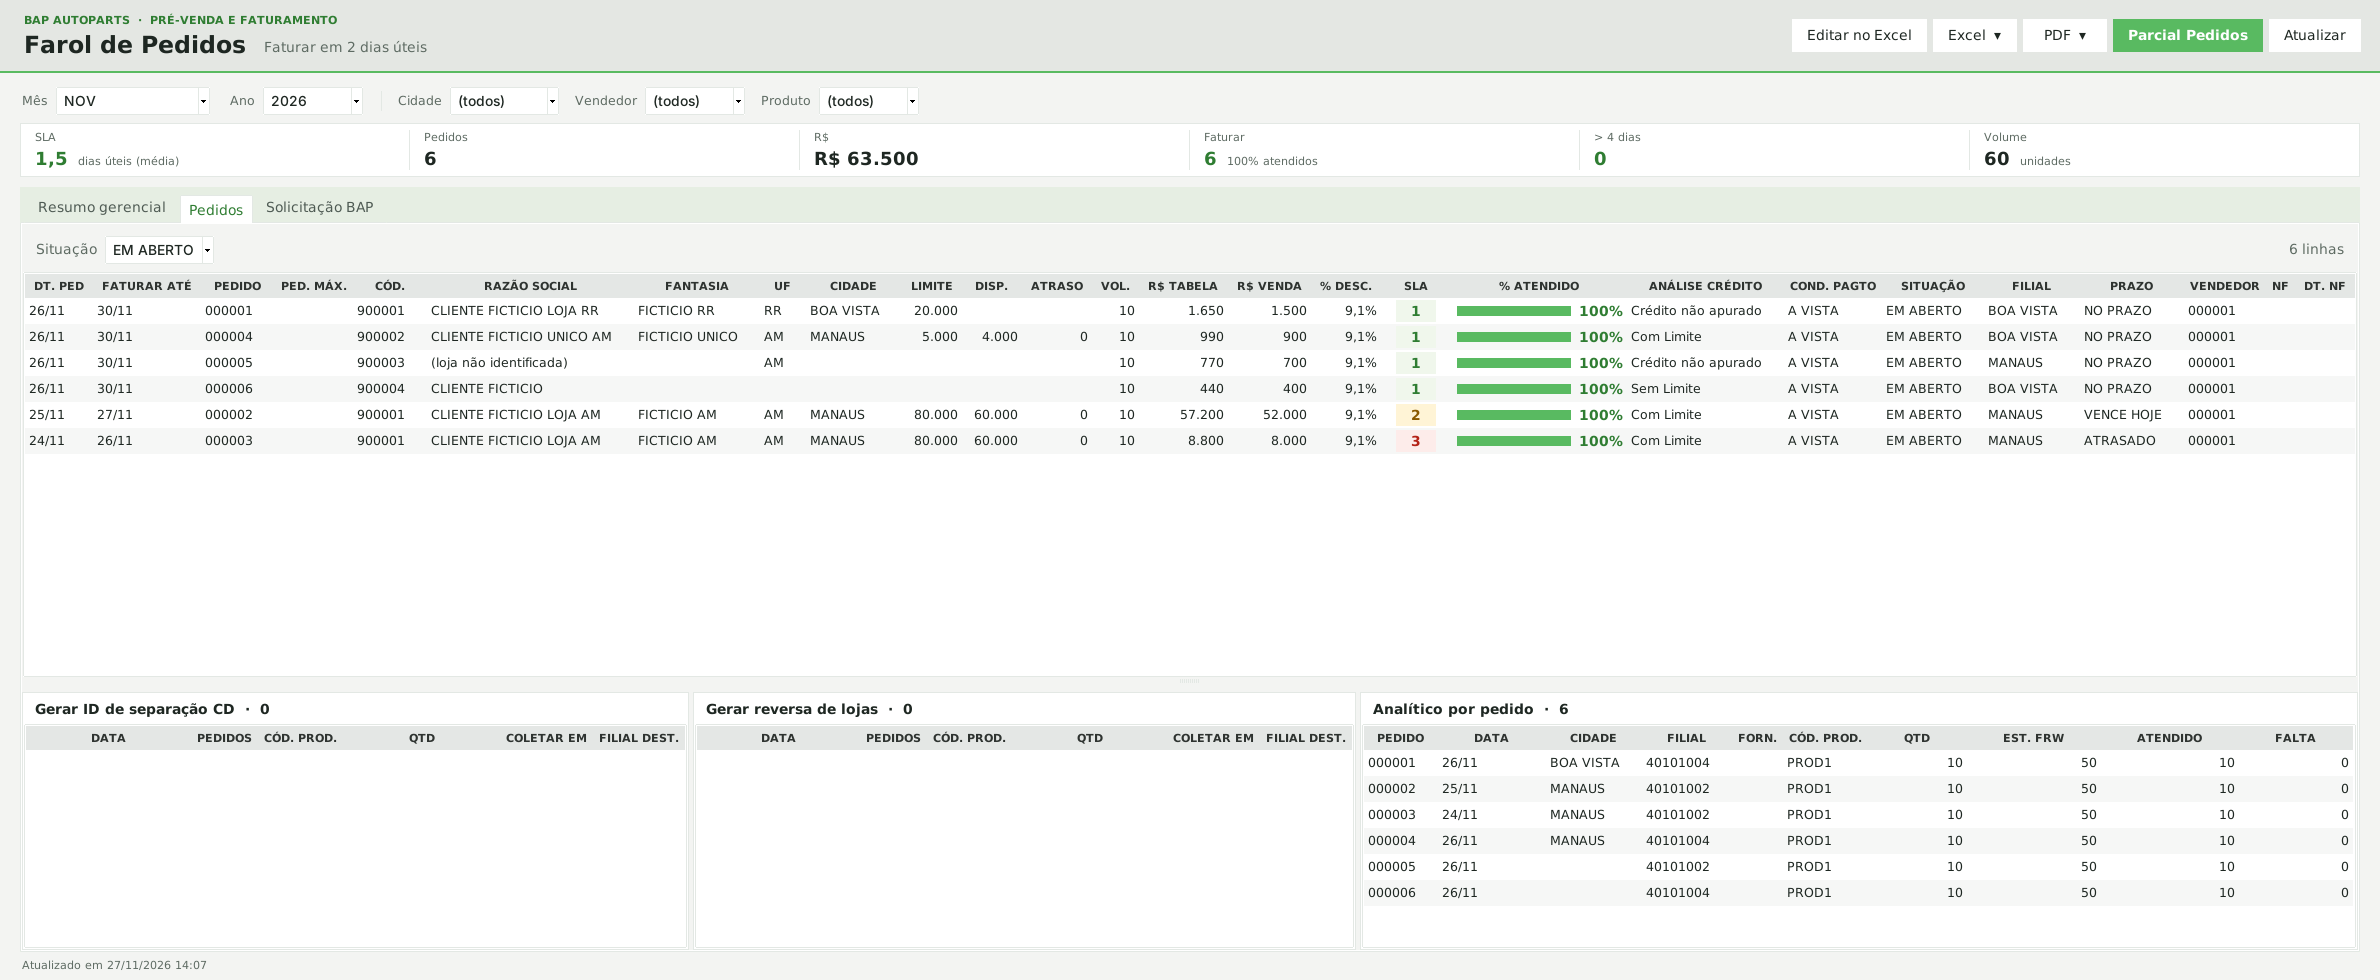 BAP AUTOPARTS · PRÉ-VENDA E FATURAMENTO
Farol de Pedidos Faturar em 2 dias úteis
Editar no Excel Excel ▾ PDF ▾ Parcial Pedidos Atualizar
Mês NOV Ano 2026 Cidade (todos) Vendedor (todos) Produto (todos)
SLA Pedidos R$ Faturar > 4 dias Volume
1,5 dias úteis (média) 6 R$ 63.500 6 100% atendidos 0 60 unidades
Resumo gerencial Pedidos Solicitação BAP
Situação EM ABERTO 6 linhas
DT. PED FATURAR ATÉ PEDIDO PED. MÁX. CÓD. RAZÃO SOCIAL FANTASIA UF CIDADE LIMITE DISP. ATRASO VOL. R$ TABELA R$ VENDA % DESC. SLA % ATENDIDO ANÁLISE CRÉDITO COND. PAGTO SITUAÇÃO FILIAL PRAZO VENDEDOR NF DT. NF
26/11 30/11 000001 900001 CLIENTE FICTICIO LOJA RR FICTICIO RR RR BOA VISTA 20.000 10 1.650 1.500 9,1% 1 100% Crédito não apurado A VISTA EM ABERTO BOA VISTA NO PRAZO 000001
26/11 30/11 000004 900002 CLIENTE FICTICIO UNICO AM FICTICIO UNICO AM MANAUS 5.000 4.000 0 10 990 900 9,1% 1 100% Com Limite A VISTA EM ABERTO BOA VISTA NO PRAZO 000001
26/11 30/11 000005 900003 (loja não identificada) AM 10 770 700 9,1% 1 100% Crédito não apurado A VISTA EM ABERTO MANAUS NO PRAZO 000001
26/11 30/11 000006 900004 CLIENTE FICTICIO 10 440 400 9,1% 1 100% Sem Limite A VISTA EM ABERTO BOA VISTA NO PRAZO 000001
25/11 27/11 000002 900001 CLIENTE FICTICIO LOJA AM FICTICIO AM AM MANAUS 80.000 60.000 0 10 57.200 52.000 9,1% 2 100% Com Limite A VISTA EM ABERTO MANAUS VENCE HOJE 000001
24/11 26/11 000003 900001 CLIENTE FICTICIO LOJA AM FICTICIO AM AM MANAUS 80.000 60.000 0 10 8.800 8.000 9,1% 3 100% Com Limite A VISTA EM ABERTO MANAUS ATRASADO 000001
Gerar ID de separação CD · 0
DATA PEDIDOS CÓD. PROD. QTD COLETAR EM FILIAL DEST.
Gerar reversa de lojas · 0
DATA PEDIDOS CÓD. PROD. QTD COLETAR EM FILIAL DEST.
Analítico por pedido · 6
PEDIDO DATA CIDADE FILIAL FORN. CÓD. PROD. QTD EST. FRW ATENDIDO FALTA
000001 26/11 BOA VISTA 40101004 PROD1 10 50 10 0
000002 25/11 MANAUS 40101002 PROD1 10 50 10 0
000003 24/11 MANAUS 40101002 PROD1 10 50 10 0
000004 26/11 MANAUS 40101004 PROD1 10 50 10 0
000005 26/11 40101002 PROD1 10 50 10 0
000006 26/11 40101004 PROD1 10 50 10 0
Atualizado em 27/11/2026 14:07